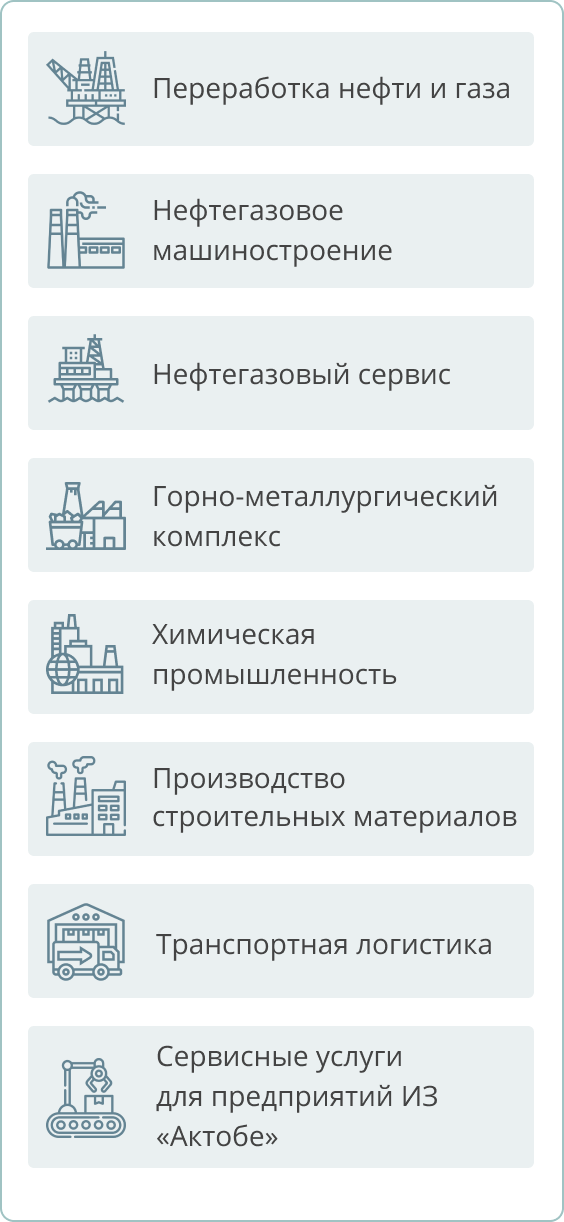 Переработка нефти и газа
Нефтегазовое
машиностроение
Нефтегазовый сервис
Горно-металлургический
комплекс
Химическая
промышленность
Производство
строительных материалов
Транспортная логистика
Сервисные услуги
для предприятий ИЗ
«Актобе»